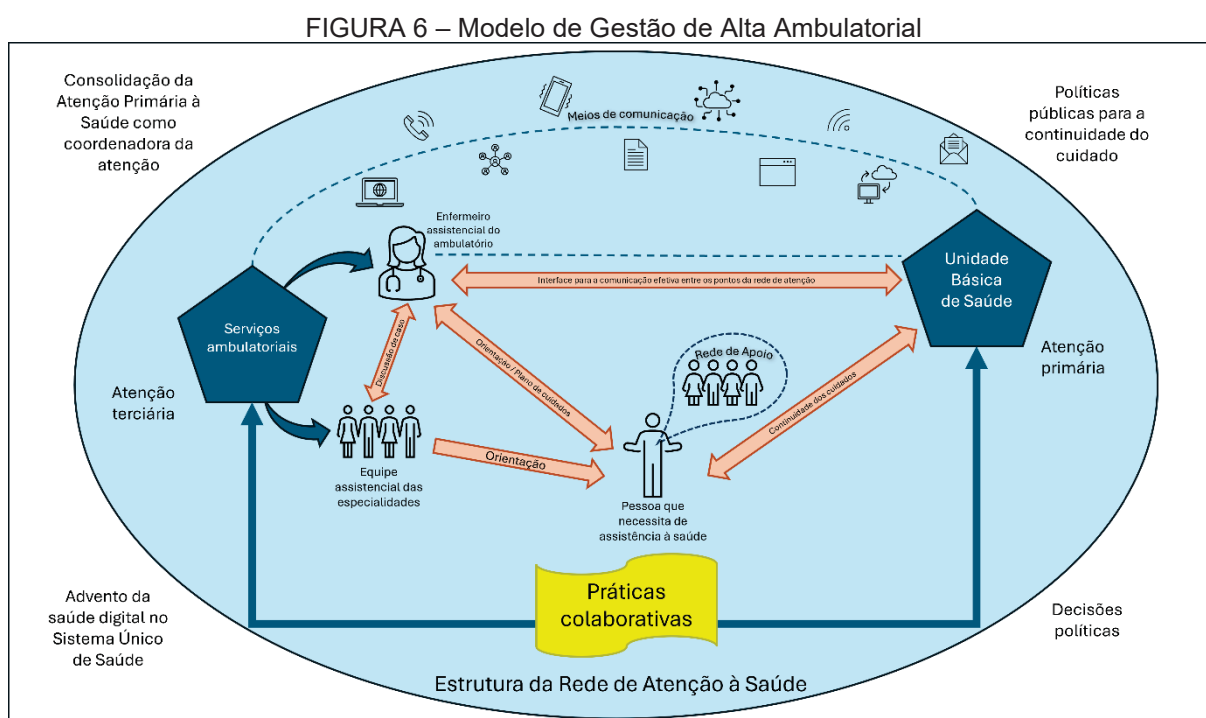 FIGURA 6 – Modelo de Gestão de Alta Ambulatorial
Consolidação da
Atenção Primária à
Saúde como
coordenadora da
atenção
Políticas
públicas para a
continuidade do
cuidado
Meios de comunicação
Enfermeiro
assistencial do
ambulatório
Unidade
Básica
de Saúde
Interface para a comunicação efetiva entre os pontos da rede de atenção
Serviços
ambulatoriais
Discussão de caso
Orientação / Plano de cuidados
Rede de Apoio
Continuidade dos cuidados
Atenção
primária
Atenção
terciária
Orientação
Equipe
assistencial das
especialidades
Pessoa que
necessita de
assistência à saúde
Práticas
colaborativas
Advento da
saúde digital no
Sistema Único
de Saúde
Decisões
políticas
Estrutura da Rede de Atenção à Saúde